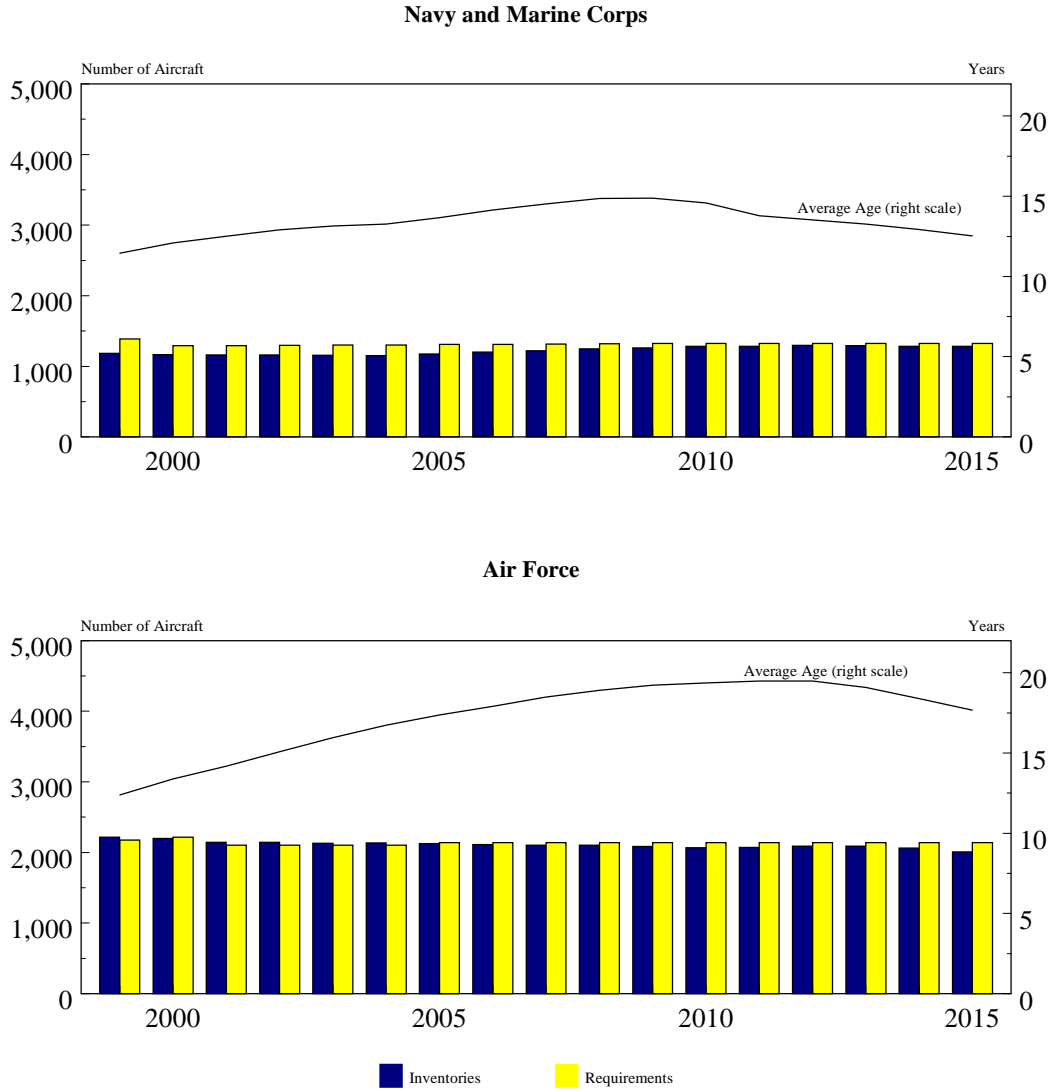 Navy and Marine Corps
Number of Aircraft Years
5,000
20
4,000
15
Average Age (right scale)
3,000
10
2,000
5
1,000
0 0
2000 2005 2010 2015
Air Force
Number of Aircraft Years
5,000
Average Age (right scale)
20
4,000
15
3,000
10
2,000
5
1,000
0 0
2000 2005 2010 2015
Inventories Requirements